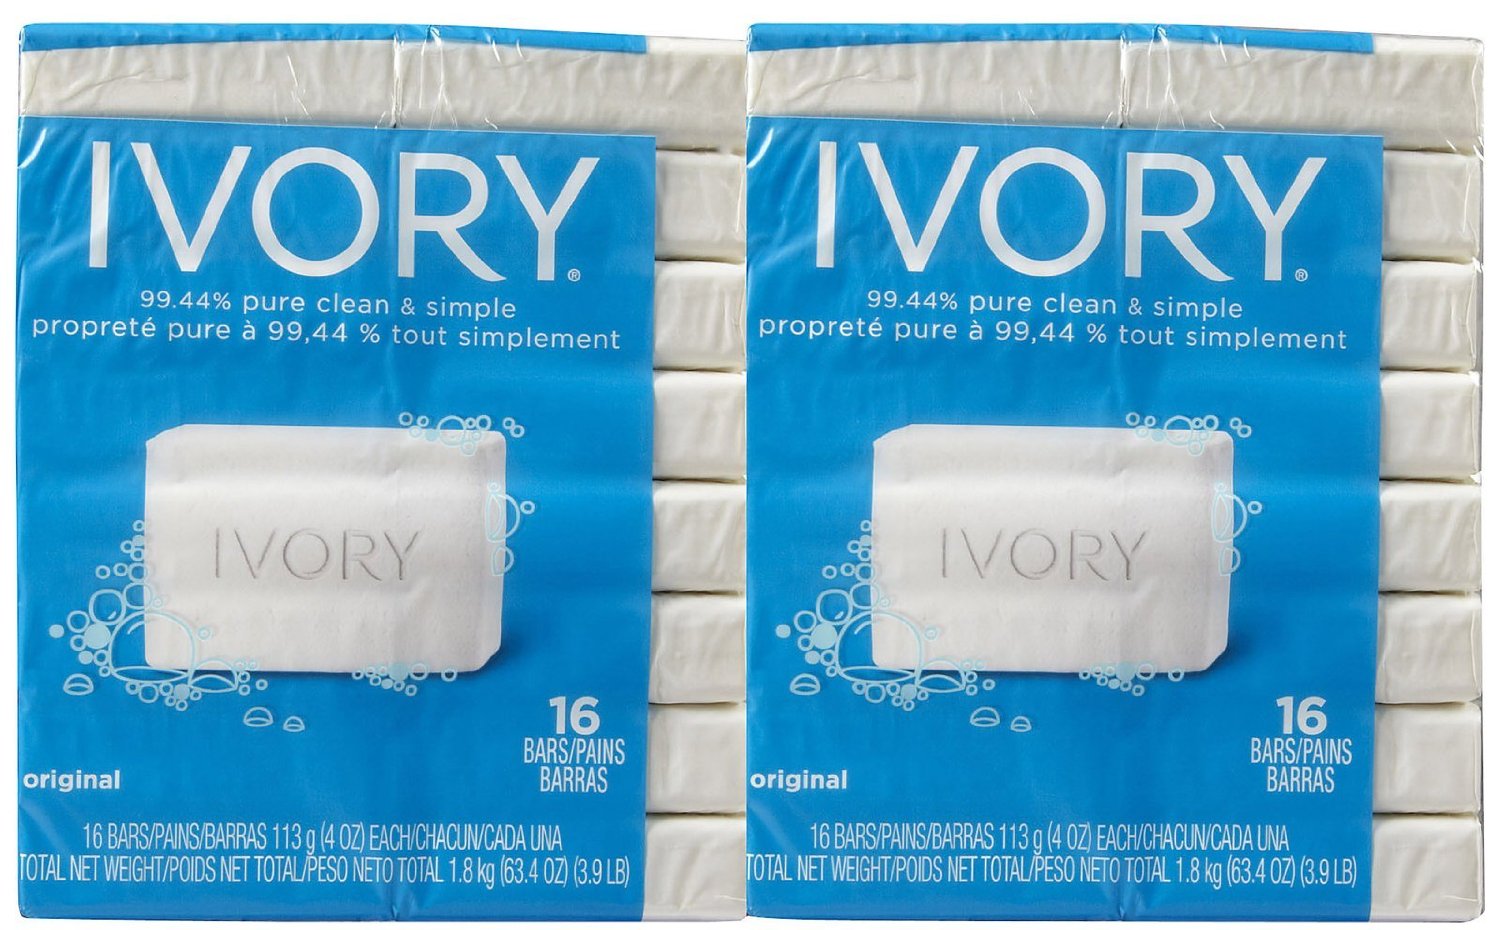 IVORY®
99.44% pure clean & simple
propreté pure à 99,44 % tout simplement
IVORY
16
BARS/PAINS
BARRAS
original
16 BARS/PAINS/BARRAS 113 g (4 OZ) EACH/CHACUN/CADA UNA
TOTAL NET WEIGHT/POIDS NET TOTAL/PESO NETO TOTAL 1.8 kg (63.4 OZ) (3.9 LB)
IVORY®
99.44% pure clean & simple
propreté pure à 99,44 % tout simplement
IVORY
16
BARS/PAINS
BARRAS
original
16 BARS/PAINS/BARRAS 113 g (4 OZ) EACH/CHACUN/CADA UNA
TOTAL NET WEIGHT/POIDS NET TOTAL/PESO NETO TOTAL 1.8 kg (63.4 OZ) (3.9 LB)